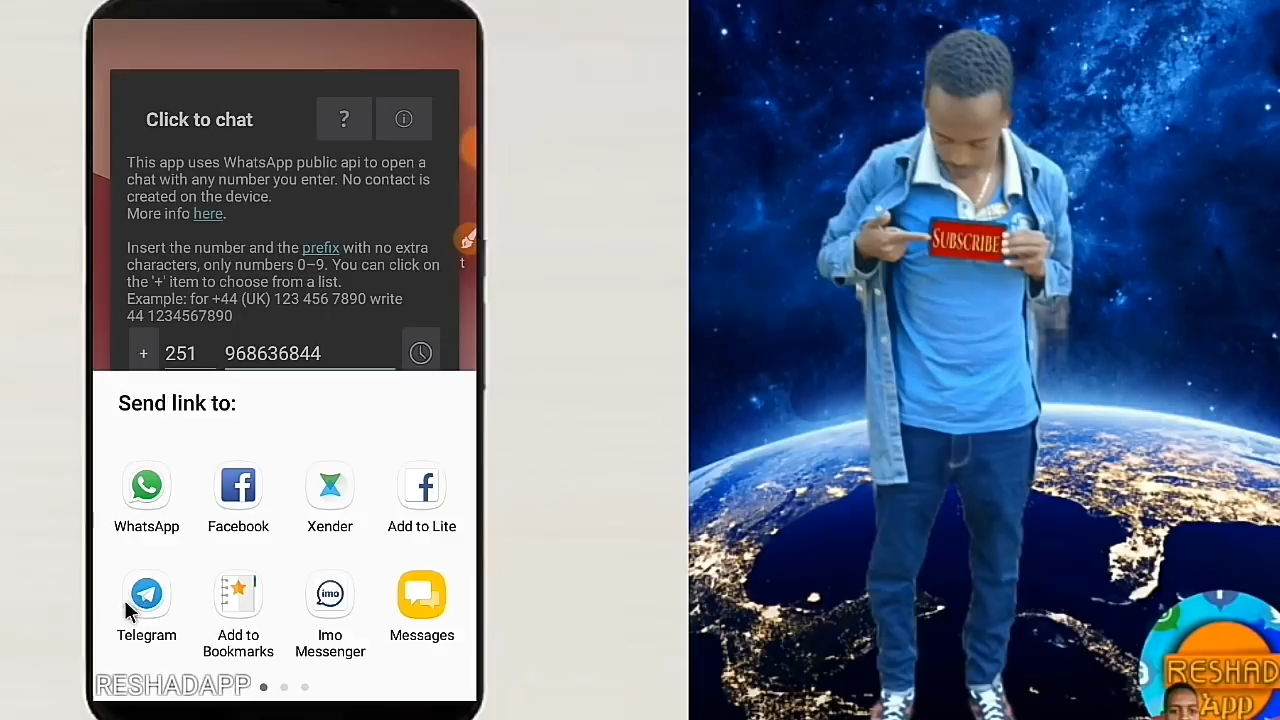 Click to chat
?
This app uses WhatsApp public api to open a
chat with any number you enter. No contact is
created on the device.
More info here.
Insert the number and the prefix with no extra
characters, only numbers 0–9. You can click on
the '+' item to choose from a list.
Example: for +44 (UK) 123 456 7890 write
44 1234567890
+ 251 968636844
t
Send link to:
WhatsApp Facebook Xender Add to Lite
Telegram Add to Bookmarks imo Imo Messenger Messages
RESHADAPP
SUBSCRIBE
RESHAD
App